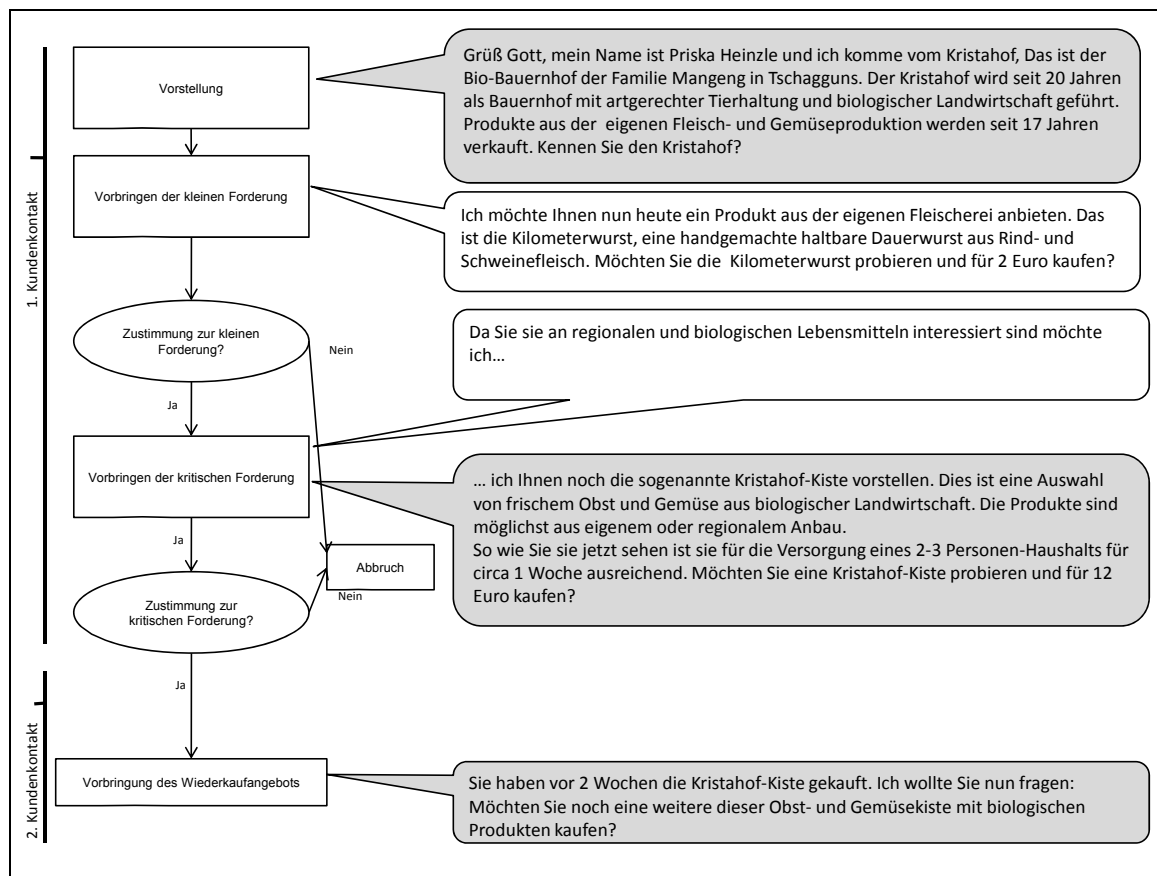 1. Kundenkontakt
Vorstellung
Grüß Gott, mein Name ist Priska Heinzle und ich komme vom Kristahof, Das ist der
Bio-Bauernhof der Familie Mangeng in Tschagguns. Der Kristahof wird seit 20 Jahren
als Bauernhof mit artgerechter Tierhaltung und biologischer Landwirtschaft geführt.
Produkte aus der eigenen Fleisch- und Gemüseproduktion werden seit 17 Jahren
verkauft. Kennen Sie den Kristahof?
Vorbringen der kleinen Forderung
Ich möchte Ihnen nun heute ein Produkt aus der eigenen Fleischerei anbieten. Das
ist die Kilometerwurst, eine handgemachte haltbare Dauerwurst aus Rind- und
Schweinefleisch. Möchten Sie die Kilometerwurst probieren und für 2 Euro kaufen?
Zustimmung zur kleinen
Forderung?
Nein
Ja
Da Sie sie an regionalen und biologischen Lebensmitteln interessiert sind möchte
ich…
Vorbringen der kritischen Forderung
… ich Ihnen noch die sogenannte Kristahof-Kiste vorstellen. Dies ist eine Auswahl
von frischem Obst und Gemüse aus biologischer Landwirtschaft. Die Produkte sind
möglichst aus eigenem oder regionalem Anbau.
So wie Sie sie jetzt sehen ist sie für die Versorgung eines 2-3 Personen-Haushalts für
circa 1 Woche ausreichend. Möchten Sie eine Kristahof-Kiste probieren und für 12
Euro kaufen?
Ja
Abbruch
Nein
Zustimmung zur
kritischen Forderung?
Ja
2. Kundenkontakt
Vorbringung des Wiederkaufangebots
Sie haben vor 2 Wochen die Kristahof-Kiste gekauft. Ich wollte Sie nun fragen:
Möchten Sie noch eine weitere dieser Obst- und Gemüsekiste mit biologischen
Produkten kaufen?